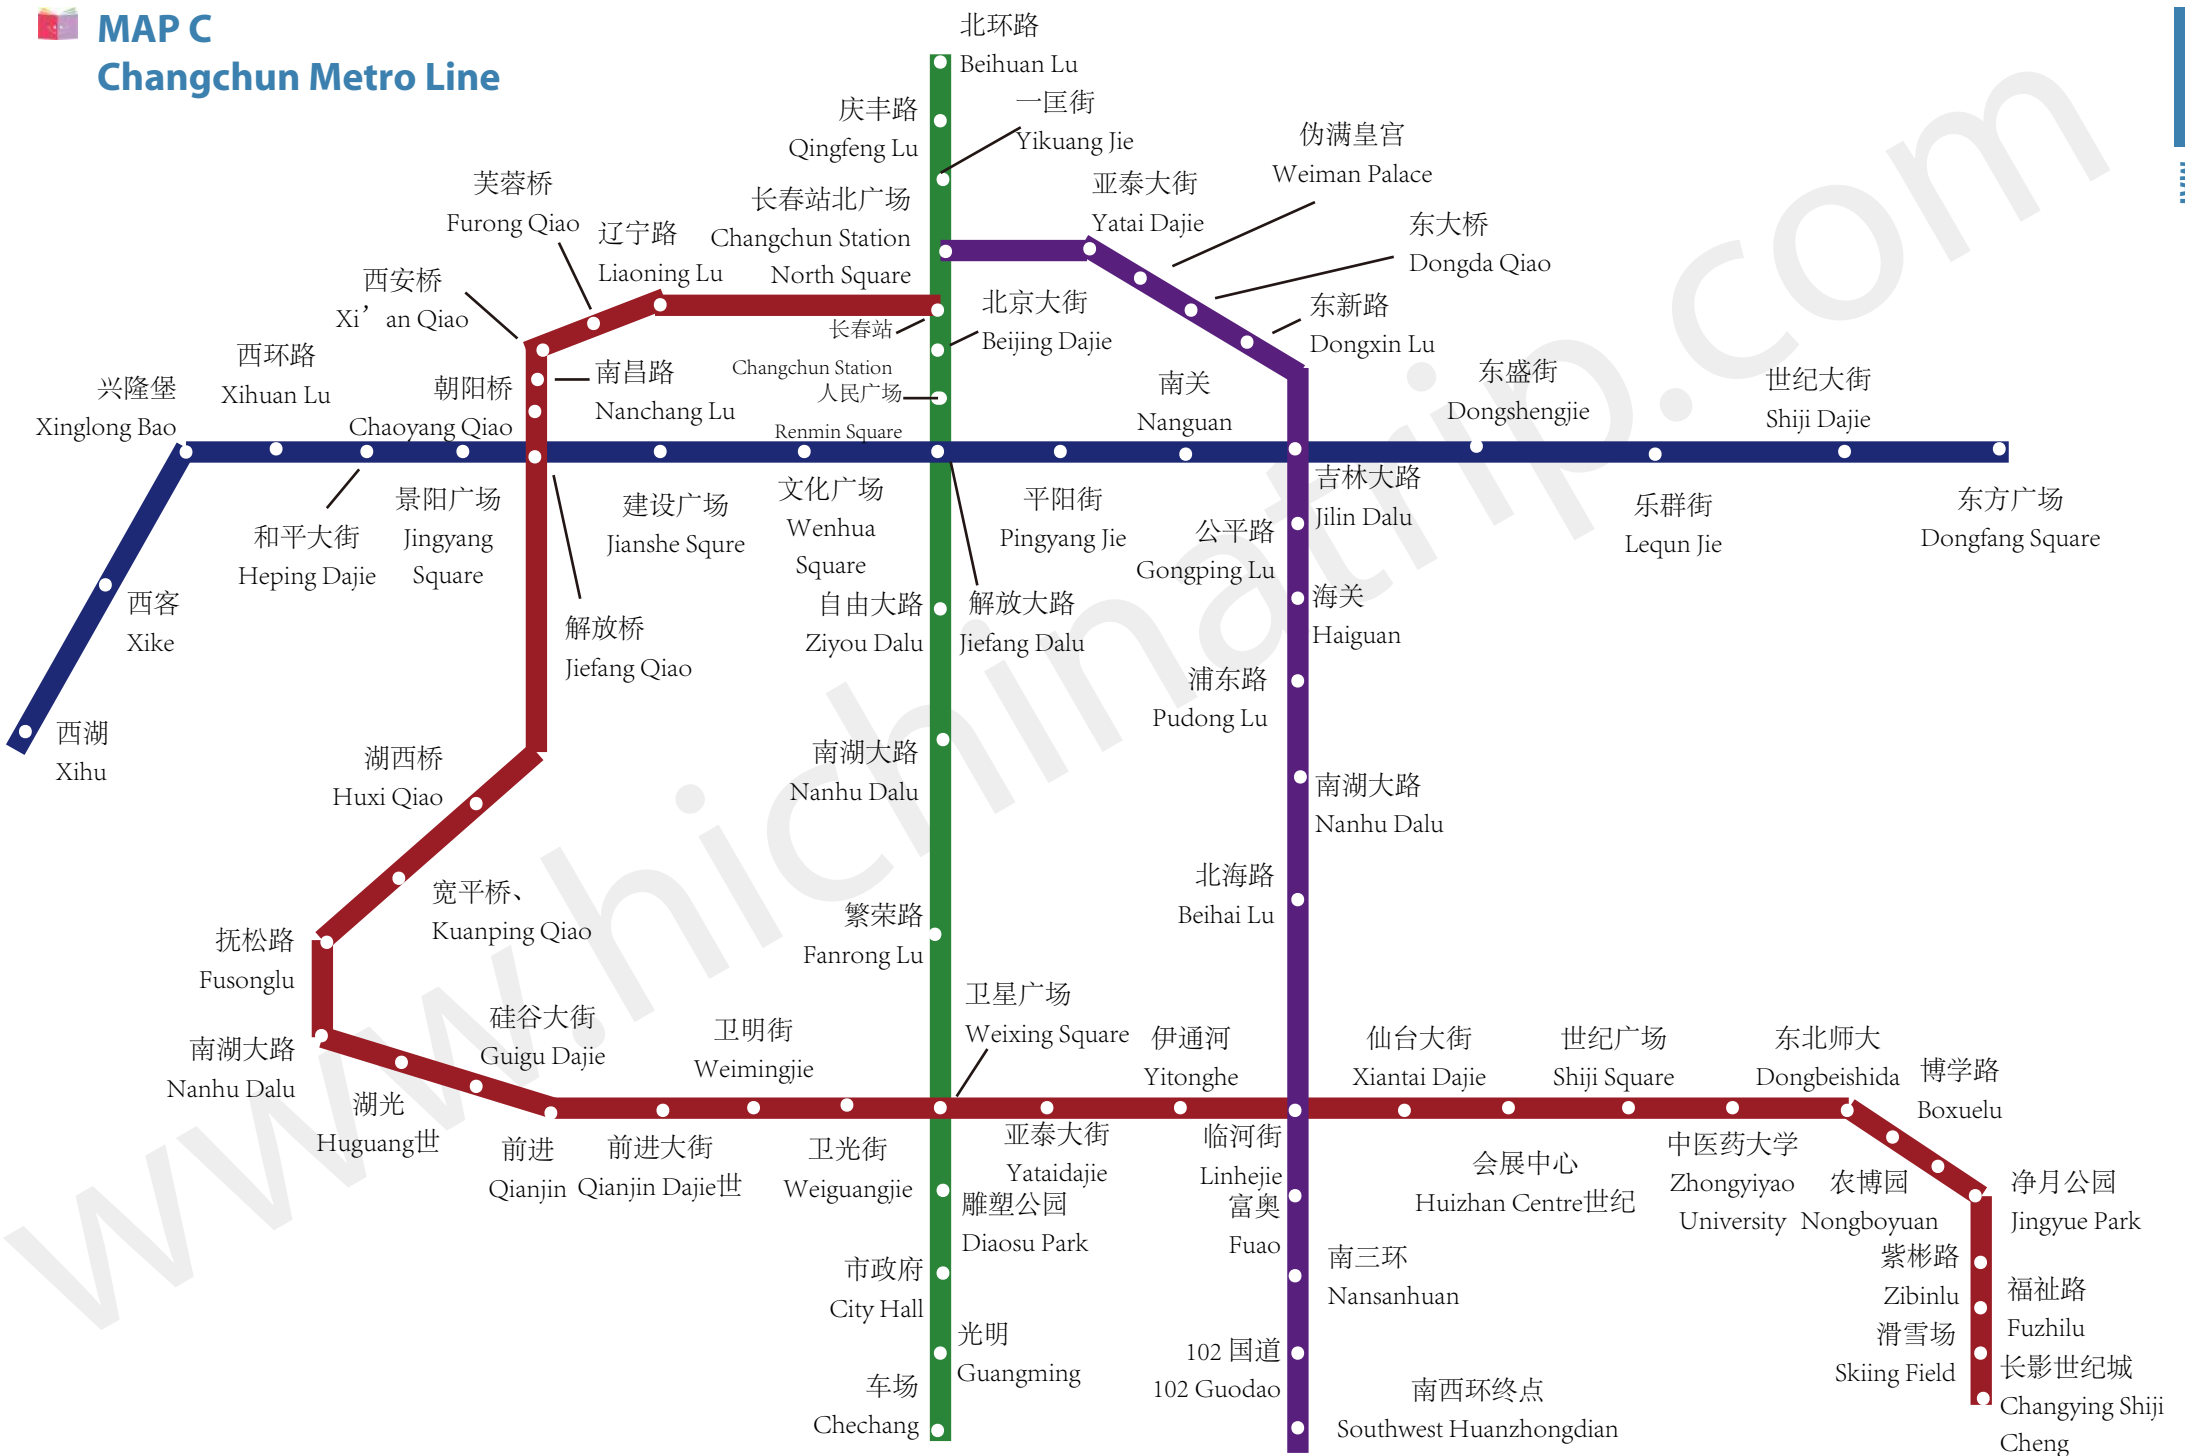 MAP C
Changchun Metro Line
北环路
Beihuan Lu
庆丰路
Qingfeng Lu
一匡街
Yikuang Jie
伪满皇宫
Weiman Palace
芙蓉桥
Furong Qiao
长春站北广场
Changchun Station
North Square
亚泰大街
Yatai Dajie
辽宁路
Liaoning Lu
东大桥
Dongda Qiao
西安桥
Xi’an Qiao
北京大街
Beijing Dajie
东新路
Dongxin Lu
长春站
Changchun Station
西环路
Xihuan Lu
兴隆堡
Xinglong Bao
朝阳桥
Chaoyang Qiao
南昌路
Nanchang Lu
人民广场
Renmin Square
南关
Nanguan
东盛街
Dongshengjie
世纪大街
Shiji Dajie
吉林大路
Jilin Dalu
和平大街
Heping Dajie
景阳广场
Jingyang
Square
建设广场
Jianshe Squre
文化广场
Wenhua
Square
平阳街
Pingyang Jie
公平路
Gongping Lu
乐群街
Lequn Jie
东方广场
Dongfang Square
西客
Xike
解放桥
Jiefang Qiao
自由大路
Ziyou Dalu
解放大路
Jiefang Dalu
海关
Haiguan
浦东路
Pudong Lu
西湖
Xihu
湖西桥
Huxi Qiao
南湖大路
Nanhu Dalu
南湖大路
Nanhu Dalu
宽平桥、
Kuanping Qiao
北海路
Beihai Lu
繁荣路
Fanrong Lu
抚松路
Fusonglu
卫星广场
Weixing Square
南湖大路
Nanhu Dalu
硅谷大街
Guigu Dajie
卫明街
Weimingjie
伊通河
Yitonghe
仙台大街
Xiantai Dajie
世纪广场
Shiji Square
东北师大
Dongbeishida
博学路
Boxuelu
湖光
Huguang世
前进
Qianjin
前进大街
Qianjin Dajie世
卫光街
Weiguangjie
亚泰大街
Yataidajie
临河街
Linhejie
会展中心
Huizhan Centre世纪
中医药大学
Zhongyiyao
University
农博园
Nongboyuan
净月公园
Jingyue Park
雕塑公园
Diaosu Park
富奥
Fuao
紫彬路
Zibinlu
市政府
City Hall
南三环
Nansanhuan
福祉路
Fuzhilu
光明
Guangming
102 国道
102 Guodao
滑雪场
Skiing Field
车场
Chechang
南西环终点
Southwest Huanzhongdian
长影世纪城
Changying Shiji
Cheng
www.hichinatrip.com